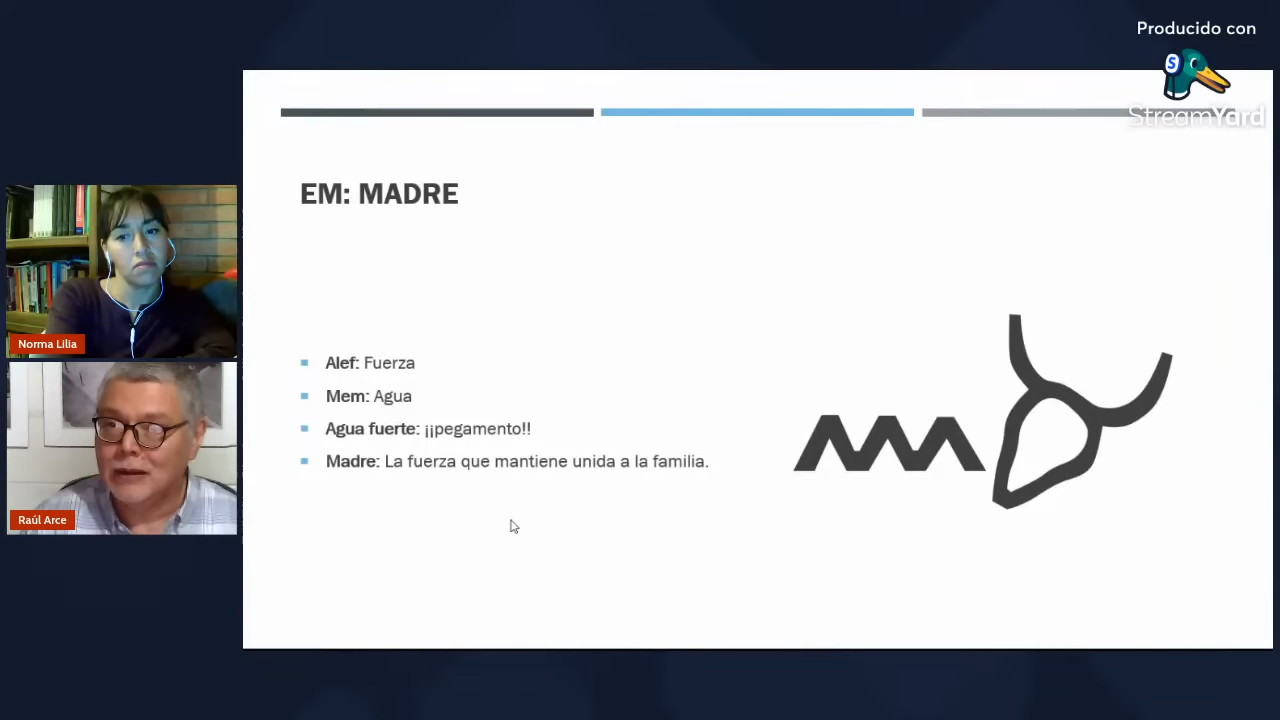 Producido con
StreamYard
EM: MADRE
Alef: Fuerza
Mem: Agua
Agua fuerte: ¡¡pegamento!!
Madre: La fuerza que mantiene unida a la familia.
Norma Lilia
Raúl Arce